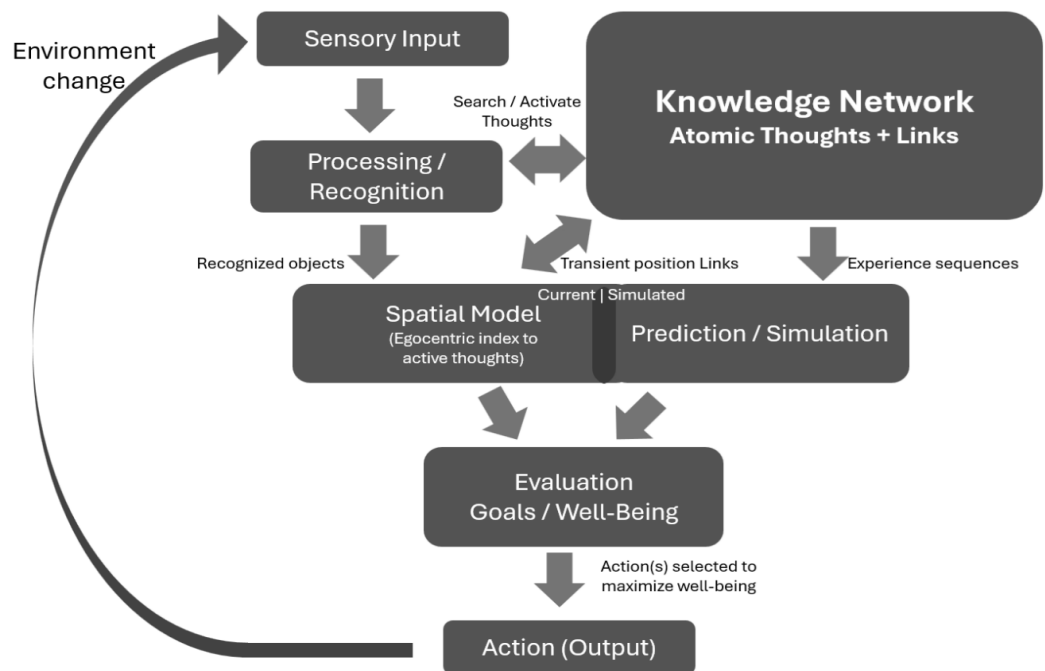 Sensory Input
Environment
change
Knowledge Network
Atomic Thoughts + Links
Search / Activate
Thoughts
Processing /
Recognition
Recognized objects
Transient position Links
Experience sequences
Current | Simulated
Spatial Model
(Egocentric index to
active thoughts)
Prediction / Simulation
Evaluation
Goals / Well-Being
Action(s) selected to
maximize well-being
Action (Output)